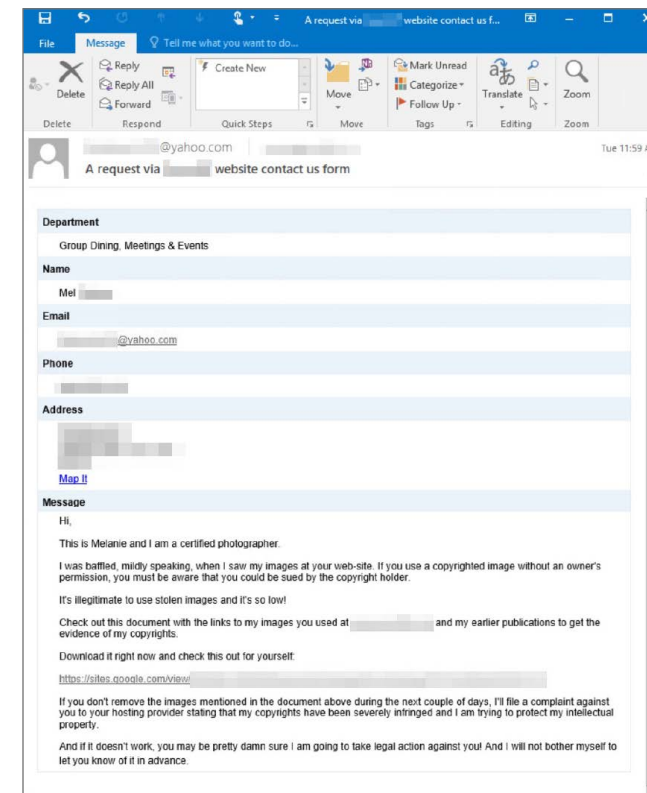 A request via website contact us f...
File Message Tell me what you want to do...
Delete
Reply
Reply All
Forward
Create New
Move
Mark Unread
Categorize
Follow Up
Translate
Zoom
Delete Respond Quick Steps Move Tags Editing Zoom
@yahoo.com
Tue 11:59
A request via website contact us form
Department
Group Dining, Meetings & Events
Name
Mel
Email
@yahoo.com
Phone
Address
Map It
Message
Hi,
This is Melanie and I am a certified photographer.
I was baffled, mildly speaking, when I saw my images at your web-site. If you use a copyrighted image without an owner's
permission, you must be aware that you could be sued by the copyright holder.
It's illegitimate to use stolen images and it's so low!
Check out this document with the links to my images you used at and my earlier publications to get the
evidence of my copyrights.
Download it right now and check this out for yourself:
https://sites.google.com/view/
If you don't remove the images mentioned in the document above during the next couple of days, I'll file a complaint against
you to your hosting provider stating that my copyrights have been severely infringed and I am trying to protect my intellectual
property.
And if it doesn't work, you may be pretty damn sure I am going to take legal action against you! And I will not bother myself to
let you know of it in advance.